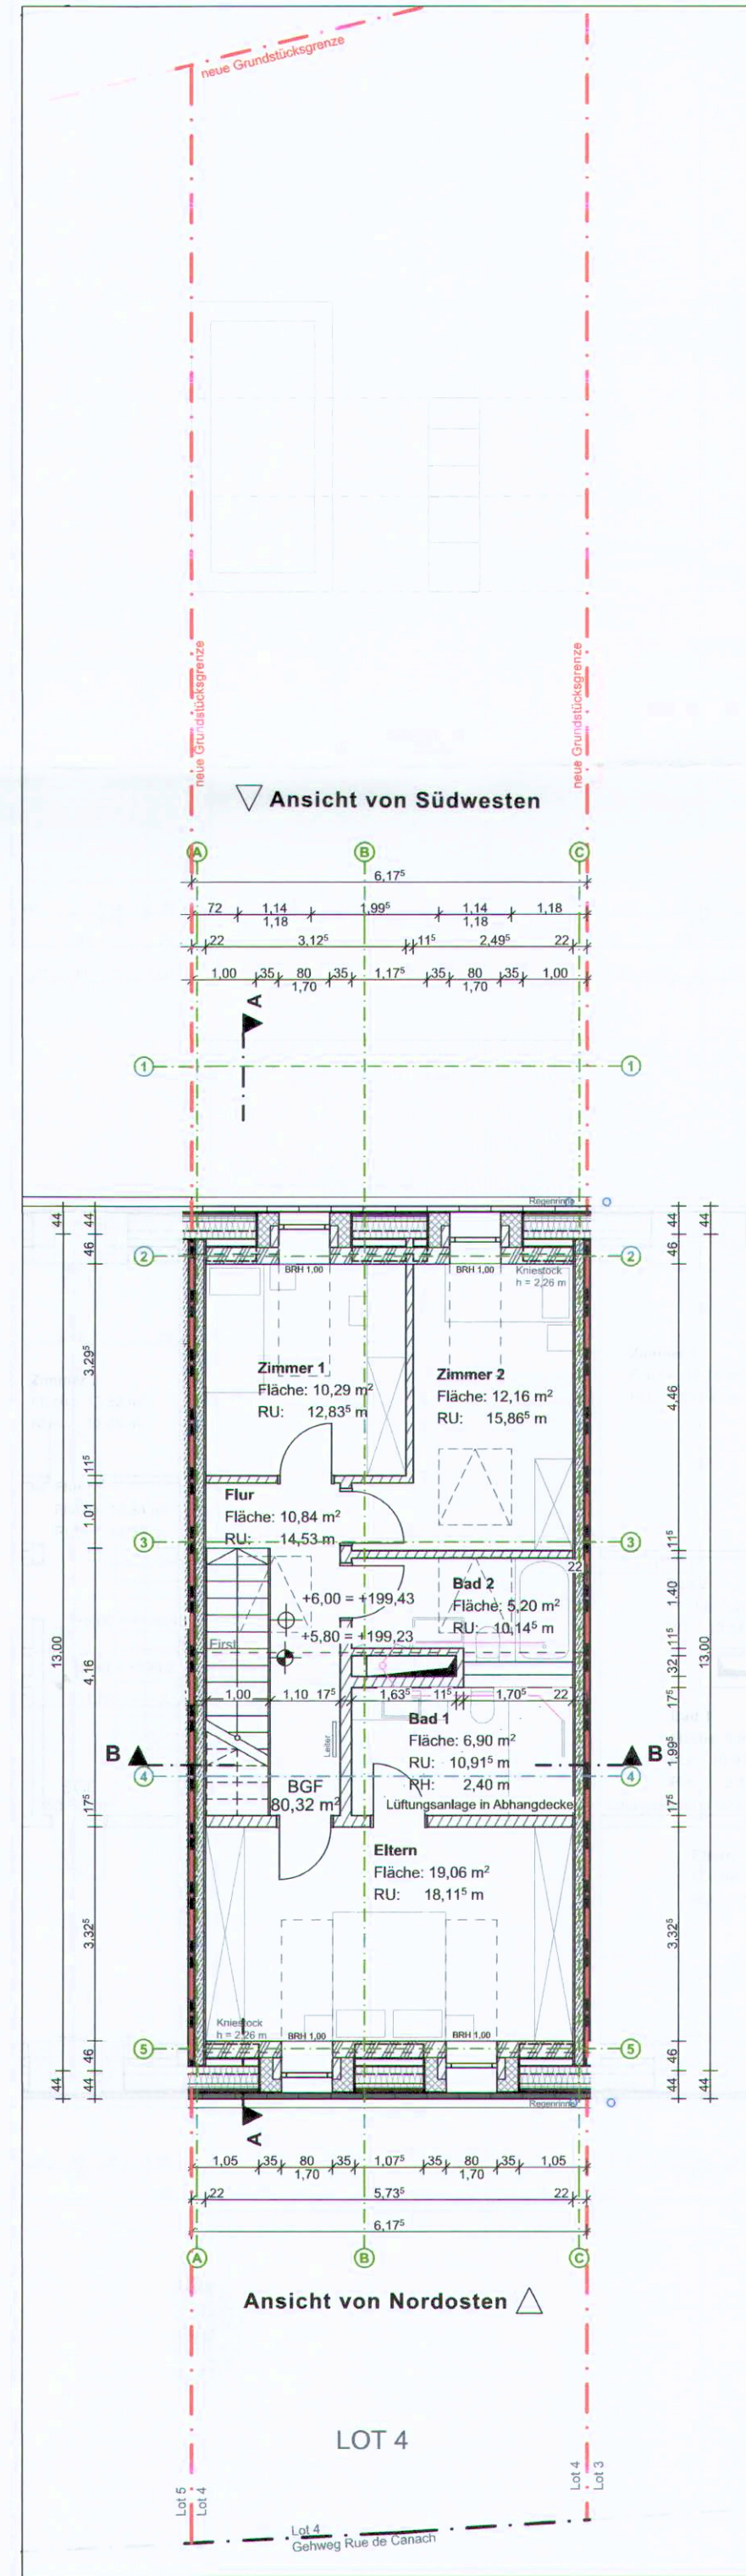 neue Grundstücksgrenze
neue Grundstücksgrenze
neue Grundstücksgrenze
Ansicht von Südwesten
A B C
6,17⁵
72 1,14 1,99⁵ 1,14 1,18
1,18 1,18
22 3.12⁵ 11⁵ 2,49⁵ 22
1,00 35 80 35 1,17⁵ 35 80 35 1,00
1,70 1,70
A
1 1
Regenrinne
44 44 44 44
46 46
2 2
BRH 1,00 BRH 1,00 Kniestock
h = 2,26 m
Zimmer 1
Fläche: 10,29 m²
RU: 12,83⁵ m
Zimmer 2
Fläche: 12,16 m²
RU: 15,86⁵ m
3,29⁵
4,46
11⁵
1,01
Flur
Fläche: 10,84 m²
RU: 14,53 m
3 3
11⁵
22
Bad 2
Fläche: 5,20 m²
RU: 10,14⁵ m
+6,00 = +199,43
+5,80 = +199,23
First
1,40
11⁵
32
17⁵
13,00
4,16
13,00
1,00 1,10 17⁵ 1,63⁵ 11⁵ 1,70⁵ 22
Bad 1
Fläche: 6,90 m²
RU: 10,91⁵ m
RH: 2,40 m
Lüftungsanlage in Abhangdecke
Leiter
1,99⁵
B B
4 4
BGF
80,32 m²
17⁵ 17⁵
Eltern
Fläche: 19,06 m²
RU: 18,11⁵ m
3,32⁵ 3,32⁵
Kniestock
h = 2,26 m
BRH 1,00 BRH 1,00
5 5
46 46
44 44 44 44
Regenrinne
A
1,05 35 80 35 1,07⁵ 35 80 35 1,05
1,70 1,70
22 5,73⁵ 22
6,17⁵
A B C
Ansicht von Nordosten
LOT 4
Lot 5
Lot 4
Lot 4
Lot 3
Lot 4
Gehweg Rue de Canach